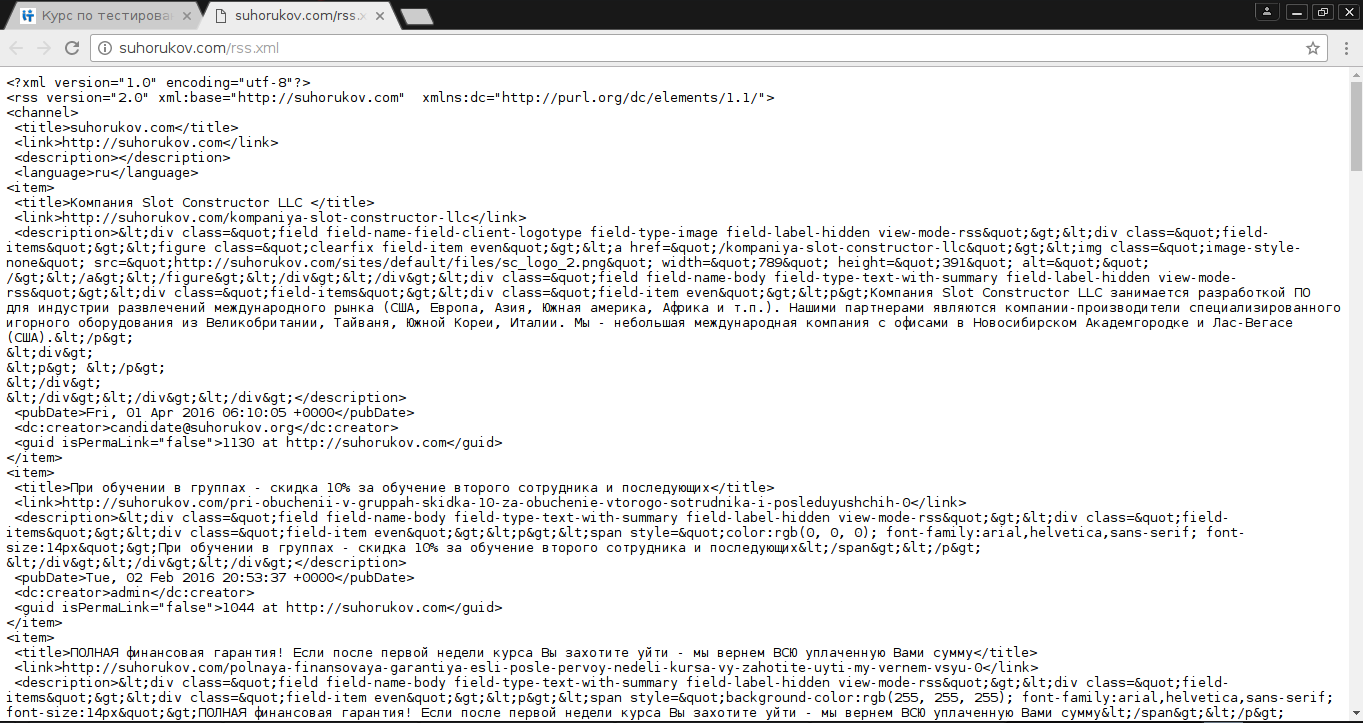 Курс по тестирован
suhorukov.com/rss.x
suhorukov.com/rss.xml
<?xml version="1.0" encoding="utf-8"?>
<rss version="2.0" xml:base="http://suhorukov.com"  xmlns:dc="http://purl.org/dc/elements/1.1/">
<channel>
 <title>suhorukov.com</title>
 <link>http://suhorukov.com</link>
 <description></description>
 <language>ru</language>
<item>
 <title>Компания Slot Constructor LLC </title>
 <link>http://suhorukov.com/kompaniya-slot-constructor-llc</link>
 <description>&lt;div class=&quot;field field-name-field-client-logotype field-type-image field-label-hidden view-mode-rss&quot;&gt;&lt;div class=&quot;field-
items&quot;&gt;&lt;figure class=&quot;clearfix field-item even&quot;&gt;&lt;a href=&quot;/kompaniya-slot-constructor-llc&quot;&gt;&lt;img class=&quot;image-style-
none&quot; src=&quot;http://suhorukov.com/sites/default/files/sc_logo_2.png&quot; width=&quot;789&quot; height=&quot;391&quot; alt=&quot;&quot;
/&gt;&lt;/a&gt;&lt;/figure&gt;&lt;/div&gt;&lt;/div&gt;&lt;div class=&quot;field field-name-body field-type-text-with-summary field-label-hidden view-mode-
rss&quot;&gt;&lt;div class=&quot;field-items&quot;&gt;&lt;div class=&quot;field-item even&quot;&gt;&lt;p&gt;Компания Slot Constructor LLC занимается разработкой ПО
для индустрии развлечений международного рынка (США, Европа, Азия, Южная америка, Африка и т.п.). Нашими партнерами являются компании-производители специализированного
игорного оборудования из Великобритании, Тайваня, Южной Кореи, Италии. Мы - небольшая международная компания с офисами в Новосибирском Академгородке и Лас-Вегасе
(США).&lt;/p&gt;
&lt;div&gt;
&lt;p&gt; &lt;/p&gt;
&lt;/div&gt;
&lt;/div&gt;&lt;/div&gt;&lt;/div&gt;</description>
 <pubDate>Fri, 01 Apr 2016 06:10:05 +0000</pubDate>
 <dc:creator>candidate@suhorukov.org</dc:creator>
 <guid isPermaLink="false">1130 at http://suhorukov.com</guid>
</item>
<item>
 <title>При обучении в группах - скидка 10% за обучение второго сотрудника и последующих</title>
 <link>http://suhorukov.com/pri-obuchenii-v-gruppah-skidka-10-za-obuchenie-vtorogo-sotrudnika-i-posleduyushchih-0</link>
 <description>&lt;div class=&quot;field field-name-body field-type-text-with-summary field-label-hidden view-mode-rss&quot;&gt;&lt;div class=&quot;field-
items&quot;&gt;&lt;div class=&quot;field-item even&quot;&gt;&lt;p&gt;&lt;span style=&quot;color:rgb(0, 0, 0); font-family:arial,helvetica,sans-serif; font-
size:14px&quot;&gt;При обучении в группах - скидка 10% за обучение второго сотрудника и последующих&lt;/span&gt;&lt;/p&gt;
&lt;/div&gt;&lt;/div&gt;&lt;/div&gt;</description>
 <pubDate>Tue, 02 Feb 2016 20:53:37 +0000</pubDate>
 <dc:creator>admin</dc:creator>
 <guid isPermaLink="false">1044 at http://suhorukov.com</guid>
</item>
<item>
 <title>ПОЛНАЯ финансовая гарантия! Если после первой недели курса Вы захотите уйти - мы вернем ВСЮ уплаченную Вами сумму</title>
 <link>http://suhorukov.com/polnaya-finansovaya-garantiya-esli-posle-pervoy-nedeli-kursa-vy-zahotite-uyti-my-vernem-vsyu-0</link>
 <description>&lt;div class=&quot;field field-name-body field-type-text-with-summary field-label-hidden view-mode-rss&quot;&gt;&lt;div class=&quot;field-
items&quot;&gt;&lt;div class=&quot;field-item even&quot;&gt;&lt;p&gt;&lt;span style=&quot;background-color:rgb(255, 255, 255); font-family:arial,helvetica,sans-serif;
font-size:14px&quot;&gt;ПОЛНАЯ финансовая гарантия! Если после первой недели курса Вы захотите уйти - мы вернем ВСЮ уплаченную Вами сумму&lt;/span&gt;&lt;/p&gt;